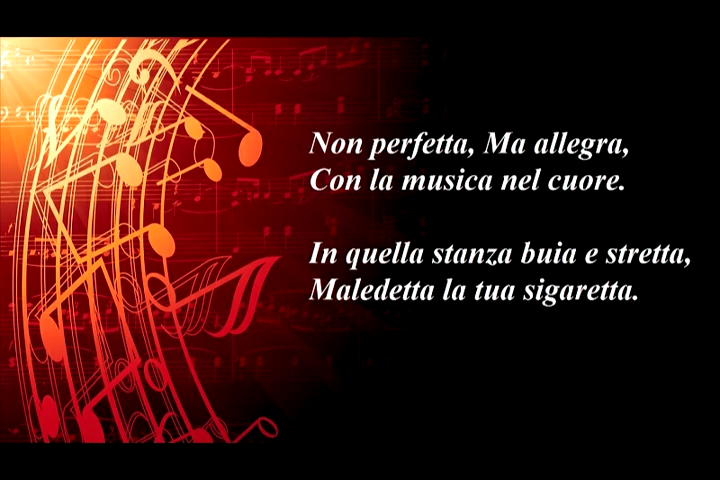 Non perfetta, Ma allegra,
Con la musica nel cuore.
In quella stanza buia e stretta,
Maledetta la tua sigaretta.